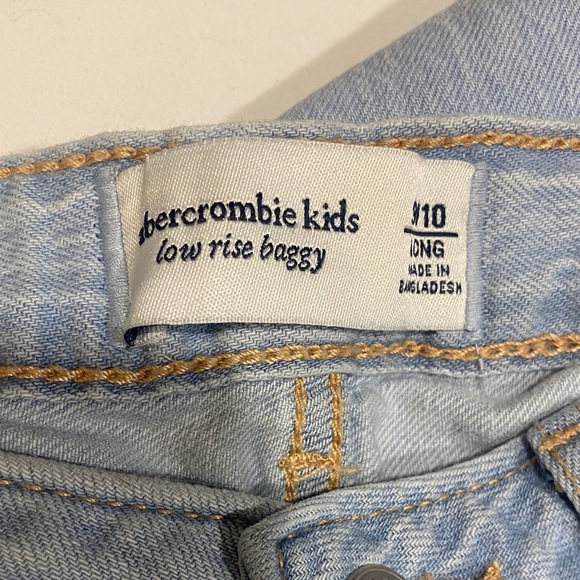 abercrombie kids
low rise baggy
9/10
LONG
MADE IN
BANGLADESH